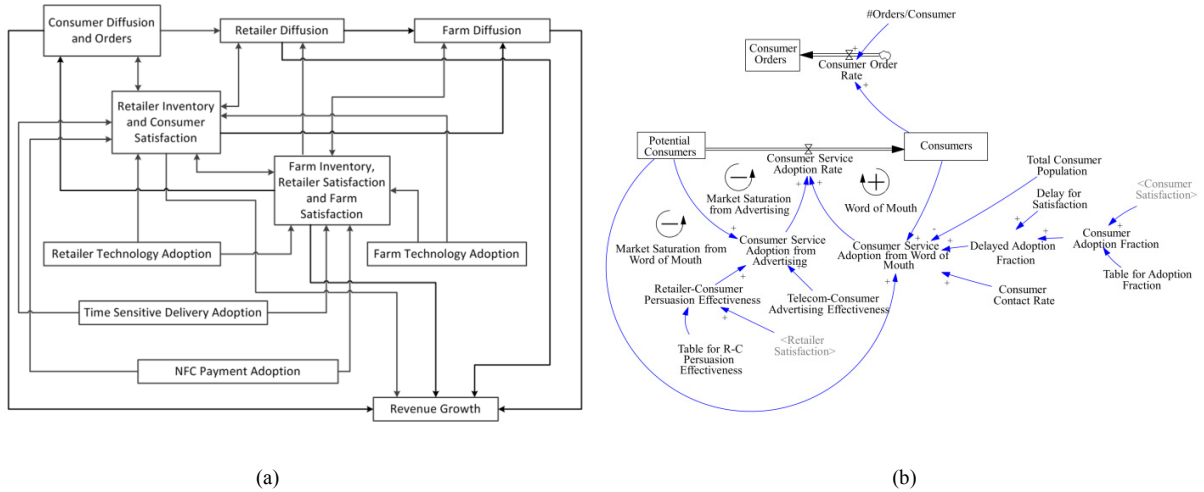 Consumer Diffusion
and Orders
Retailer Diffusion
Farm Diffusion
Retailer Inventory
and Consumer
Satisfaction
Farm Inventory,
Retailer Satisfaction
and Farm
Satisfaction
Retailer Technology Adoption
Farm Technology Adoption
Time Sensitive Delivery Adoption
NFC Payment Adoption
Revenue Growth
(a)
#Orders/Consumer
Consumer
Orders
+
Consumer Order
Rate
+
Potential
Consumers
Consumers
Consumer Service
Adoption Rate
Total Consumer
Population
−
Market Saturation
from Advertising
+
+
+
Word of Mouth
Delay for
Satisfaction
<Consumer
Satisfaction>
−
Market Saturation from
Word of Mouth
+
Consumer Service
Adoption from
Advertising
+
+
-
+
Consumer Service
Adoption from Word of
Mouth
+
Delayed Adoption
Fraction
+
+
+
Consumer
Adoption Fraction
+
Table for Adoption
Fraction
+
+
Retailer-Consumer
Persuasion Effectiveness
Telecom-Consumer
Advertising Effectiveness
+
+
Consumer
Contact Rate
+
+
Table for R-C
Persuasion
Effectiveness
<Retailer
Satisfaction>
(b)